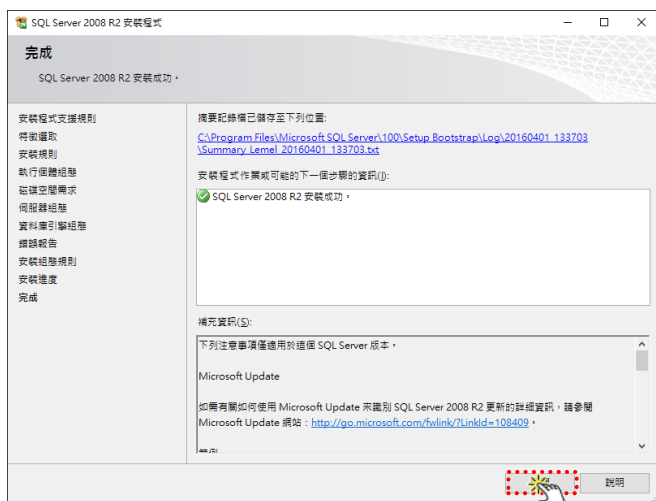 SQL Server 2008 R2 安裝程式
完成
SQL Server 2008 R2 安裝成功。
安裝程式支援規則
特徵選取
安裝規則
執行個體組態
磁碟空間需求
伺服器組態
資料庫引擎組態
錯誤報告
安裝組態規則
安裝進度
完成
摘要記錄檔已儲存至下列位置:
C:\Program Files\Microsoft SQL Server\100\Setup Bootstrap\Log\20160401_133703
\Summary_Lemel_20160401_133703.txt
安裝程式作業或可能的下一個步驟的資訊(I):
SQL Server 2008 R2 安裝成功。
補充資訊(S):
下列注意事項僅適用於這個 SQL Server 版本。
Microsoft Update
如需有關如何使用 Microsoft Update 來識別 SQL Server 2008 R2 更新的詳細資訊，請參閱
Microsoft Update 網站：http://go.microsoft.com/fwlink/?LinkId=108409。
說明